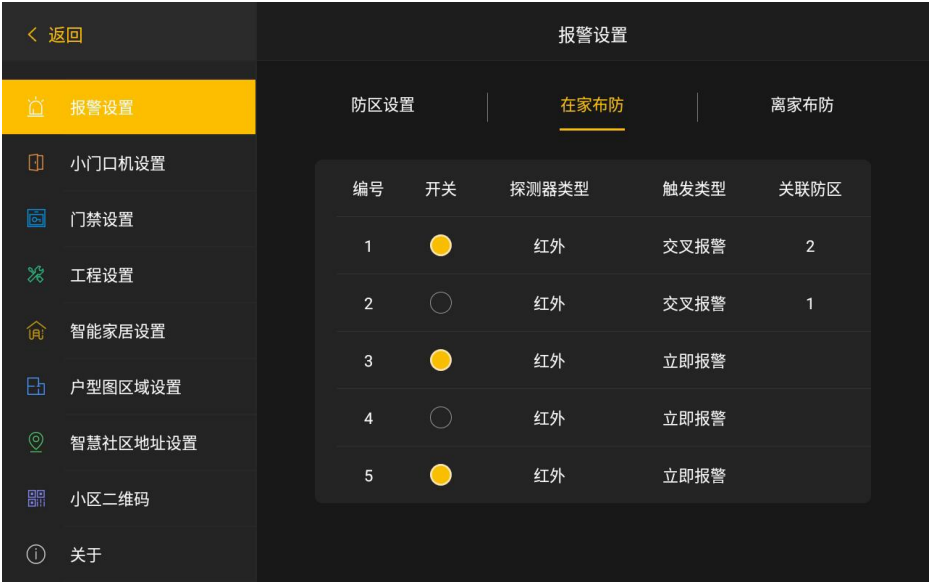 返回
报警设置
报警设置
小门口机设置
门禁设置
工程设置
智能家居设置
户型图区域设置
智慧社区地址设置
小区二维码
关于
防区设置 在家布防 离家布防
编号 开关 探测器类型 触发类型 关联防区
1 红外 交叉报警 2
2 红外 交叉报警 1
3 红外 立即报警
4 红外 立即报警
5 红外 立即报警